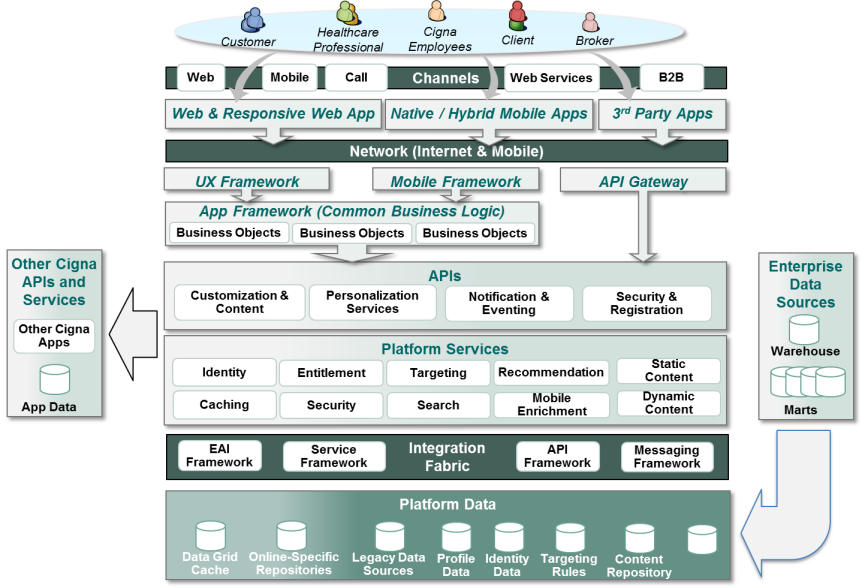 Customer
Healthcare
Professional
Cigna
Employees
Client
Broker
Web
Mobile
Call
Channels
Web Services
B2B
Web & Responsive Web App
Native / Hybrid Mobile Apps
3rd Party Apps
Network (Internet & Mobile)
UX Framework
Mobile Framework
API Gateway
App Framework (Common Business Logic)
Business Objects
Business Objects
Business Objects
Other Cigna
APIs and
Services
Other Cigna
Apps
App Data
APIs
Customization &
Content
Personalization
Services
Notification &
Eventing
Security &
Registration
Platform Services
Identity
Entitlement
Targeting
Recommendation
Static
Content
Caching
Security
Search
Mobile
Enrichment
Dynamic
Content
Enterprise
Data
Sources
Warehouse
Marts
EAI
Framework
Service
Framework
Integration
Fabric
API
Framework
Messaging
Framework
Platform Data
Data Grid
Cache
Online-Specific
Repositories
Legacy Data
Sources
Profile
Data
Identity
Data
Targeting
Rules
Content
Repository